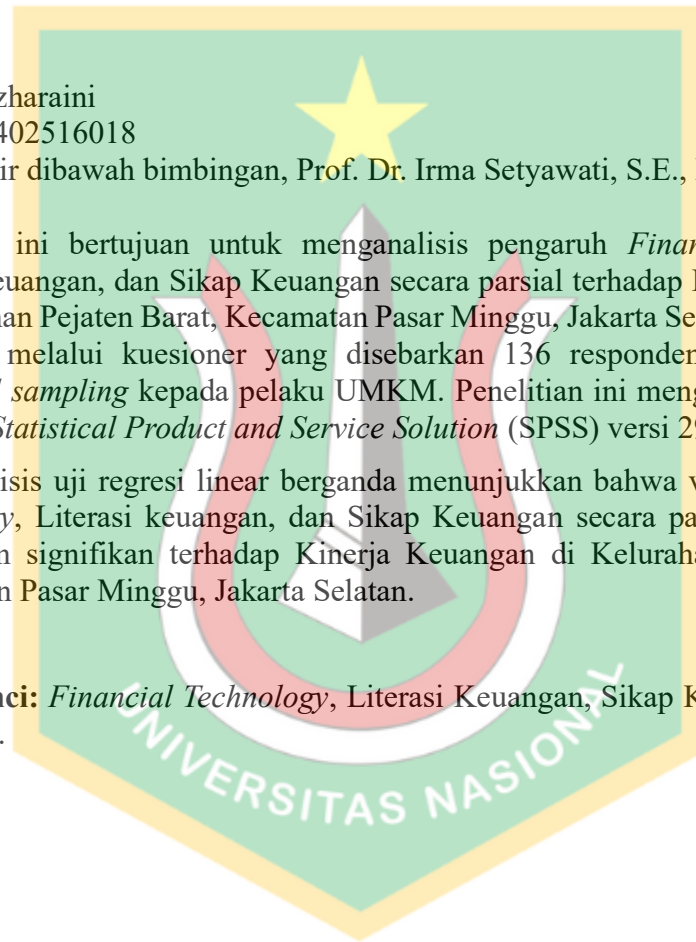 zharaini
402516018
ir dibawah bimbingan, Prof. Dr. Irma Setyawati, S.E.,
ini bertujuan untuk menganalisis pengaruh Finan
euangan, dan Sikap Keuangan secara parsial terhadap
an Pejaten Barat, Kecamatan Pasar Minggu, Jakarta Se
melalui kuesioner yang disebarkan 136 responden
l sampling kepada pelaku UMKM. Penelitian ini meng
Statistical Product and Service Solution (SPSS) versi 29
isis uji regresi linear berganda menunjukkan bahwa v
y, Literasi keuangan, dan Sikap Keuangan secara pa
n signifikan terhadap Kinerja Keuangan di Kelurah
n Pasar Minggu, Jakarta Selatan.
nci: Financial Technology, Literasi Keuangan, Sikap K
.
UNIVERSITAS NASIONAL